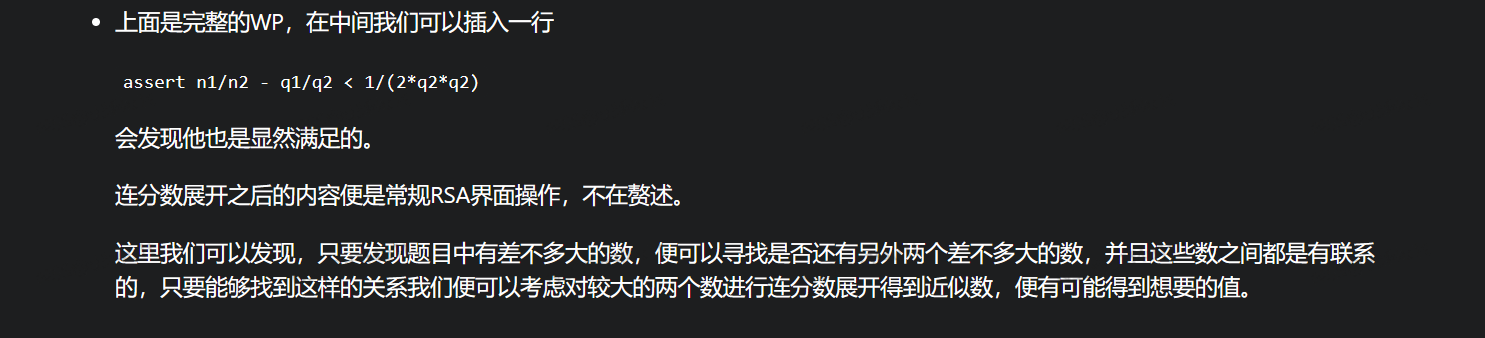 上面是完整的WP，在中间我们可以插入一行
assert n1/n2 - q1/q2 < 1/(2*q2*q2)
会发现他也是显然满足的。
连分数展开之后的内容便是常规RSA界面操作，不在赘述。
这里我们可以发现，只要发现题目中有差不多大的数，便可以寻找是否还有另外两个差不多大的数，并且这些数之间都是有联系
的，只要能够找到这样的关系我们便可以考虑对较大的两个数进行连分数展开得到近似数，便有可能得到想要的值。